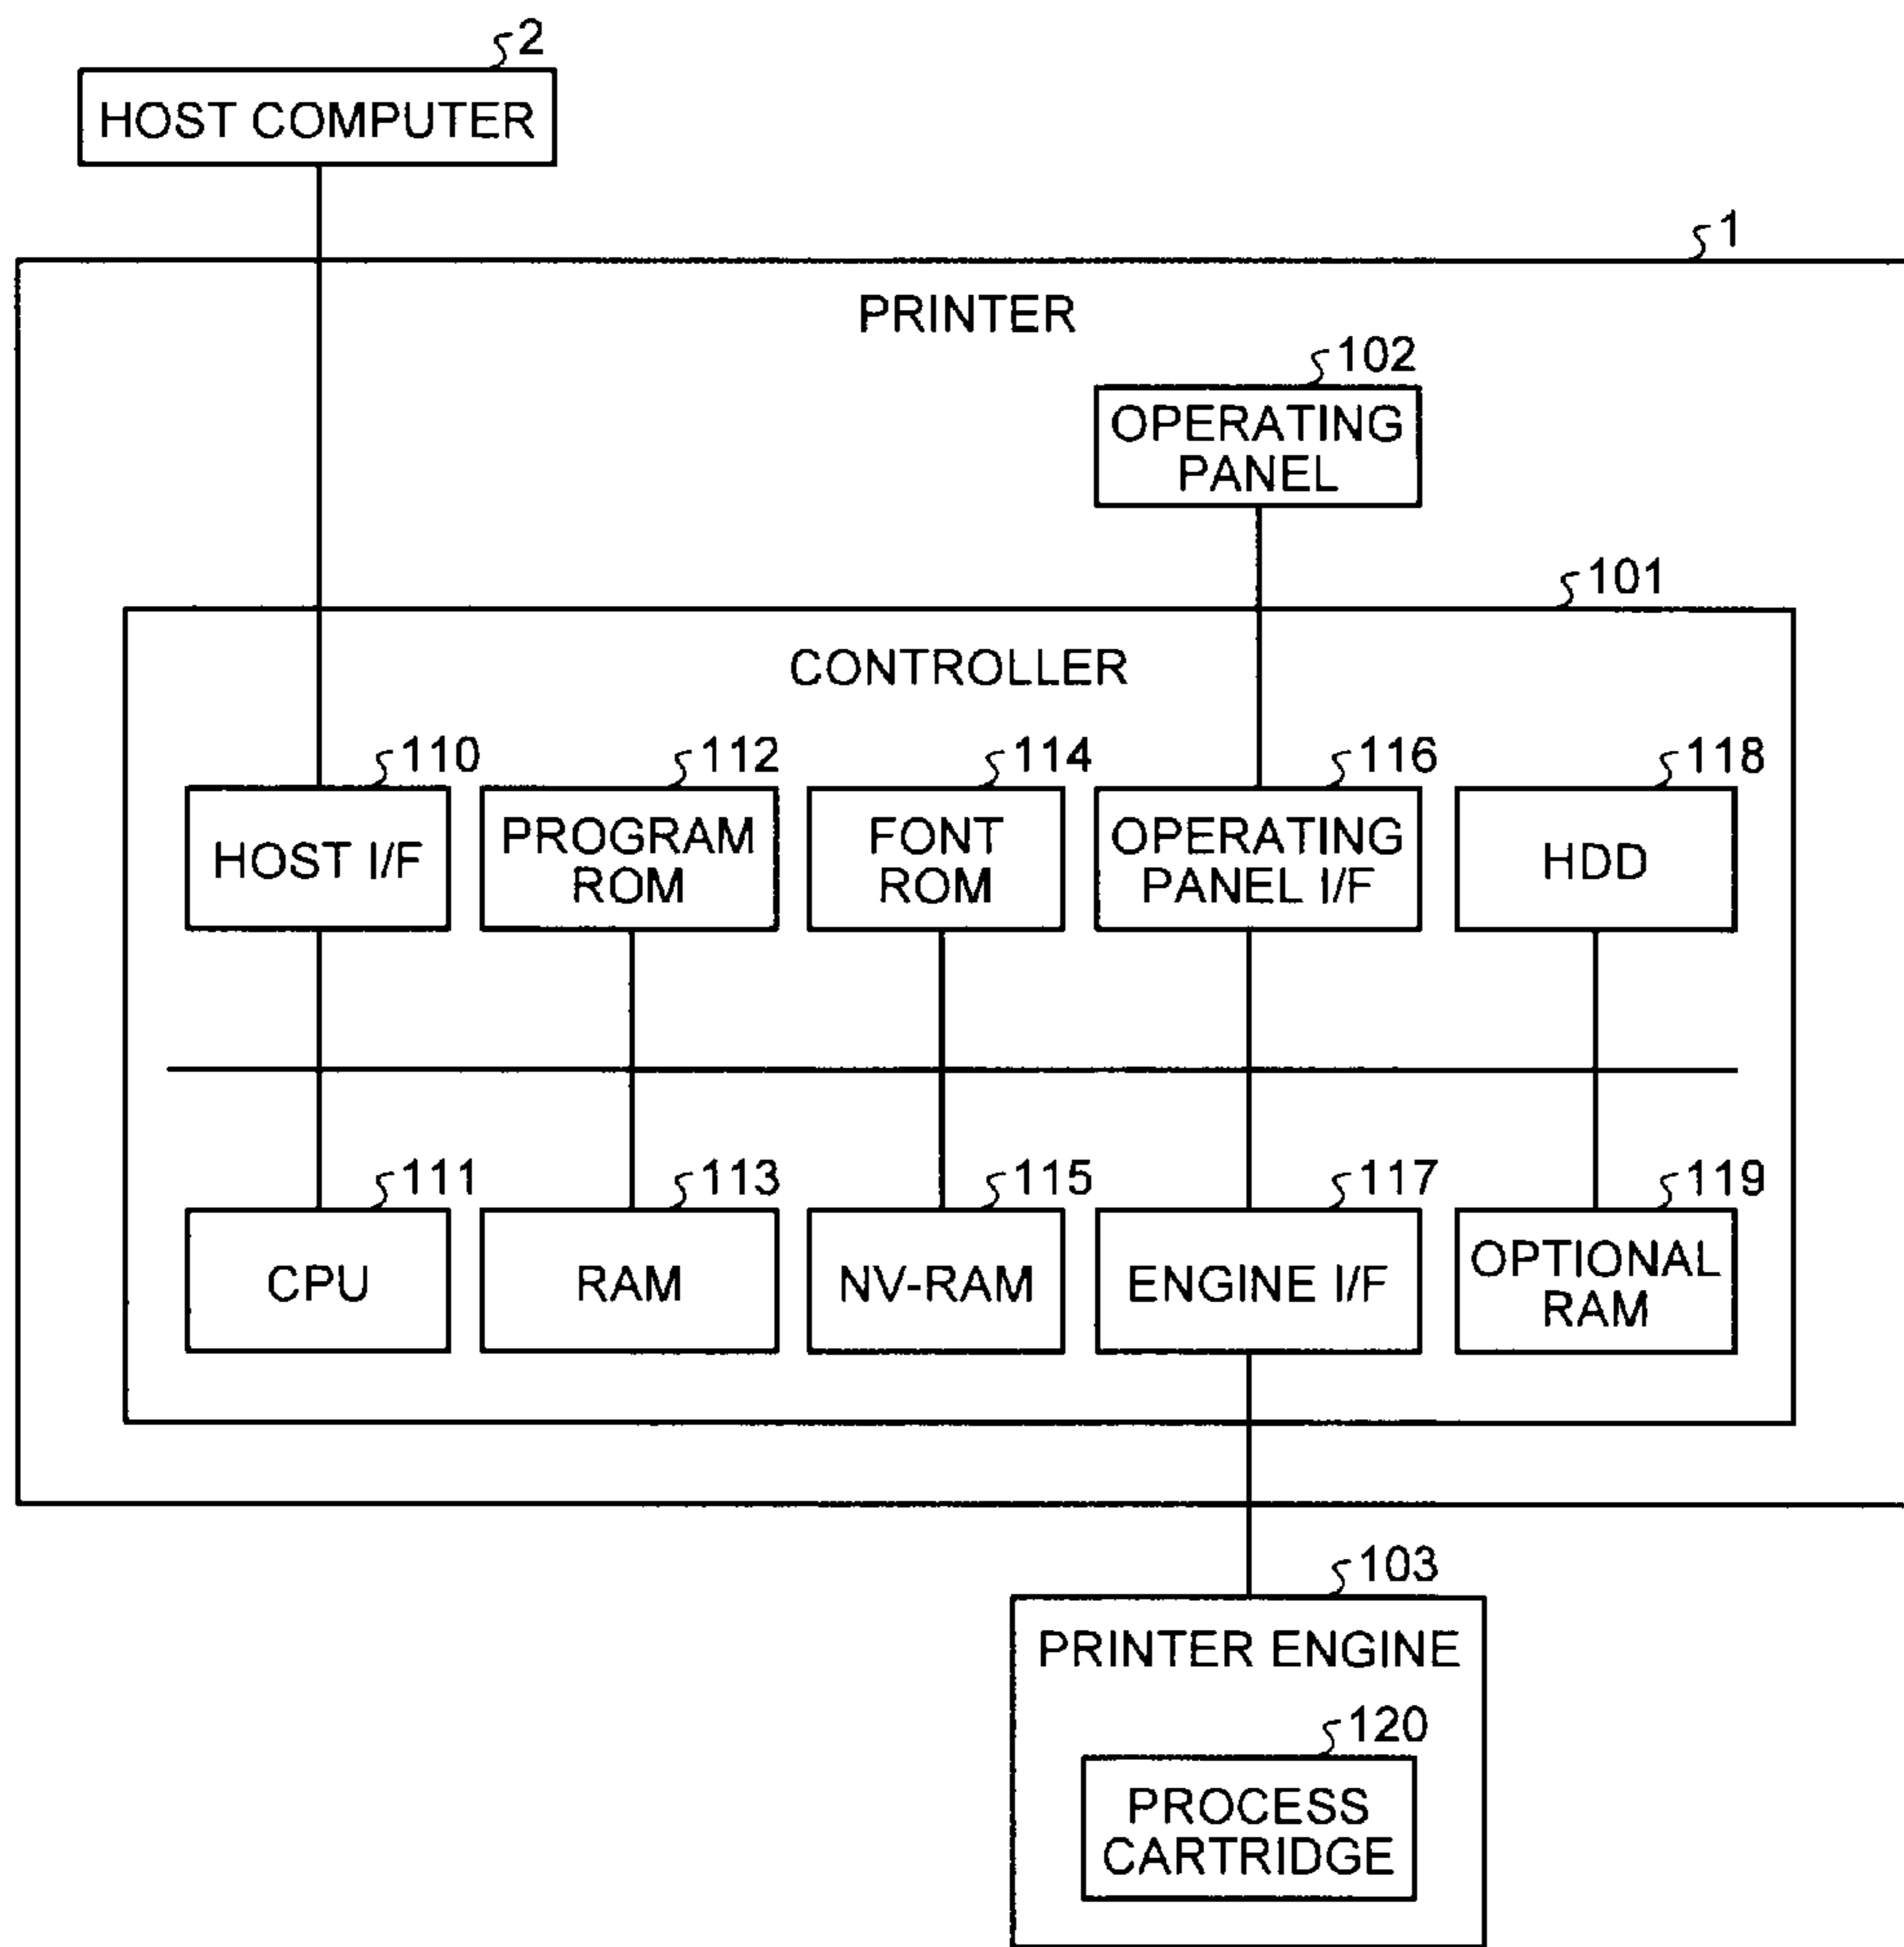 2
HOST COMPUTER
1
PRINTER
102
OPERATING
PANEL
101
CONTROLLER
110
HOST I/F
112
PROGRAM
ROM
114
FONT
ROM
116
OPERATING
PANEL I/F
118
HDD
111
CPU
113
RAM
115
NV-RAM
117
ENGINE I/F
119
OPTIONAL
RAM
103
PRINTER ENGINE
120
PROCESS
CARTRIDGE